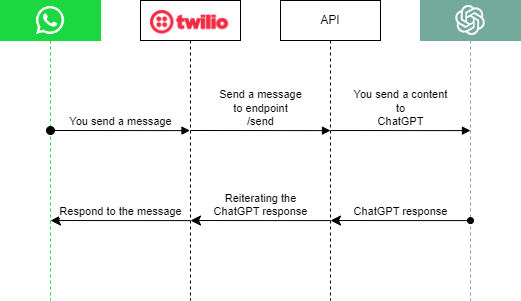 twilio
API
Send a message
to endpoint
/send
You send a content
to
ChatGPT
You send a message
Reiterating the
ChatGPT response
Respond to the message
ChatGPT response